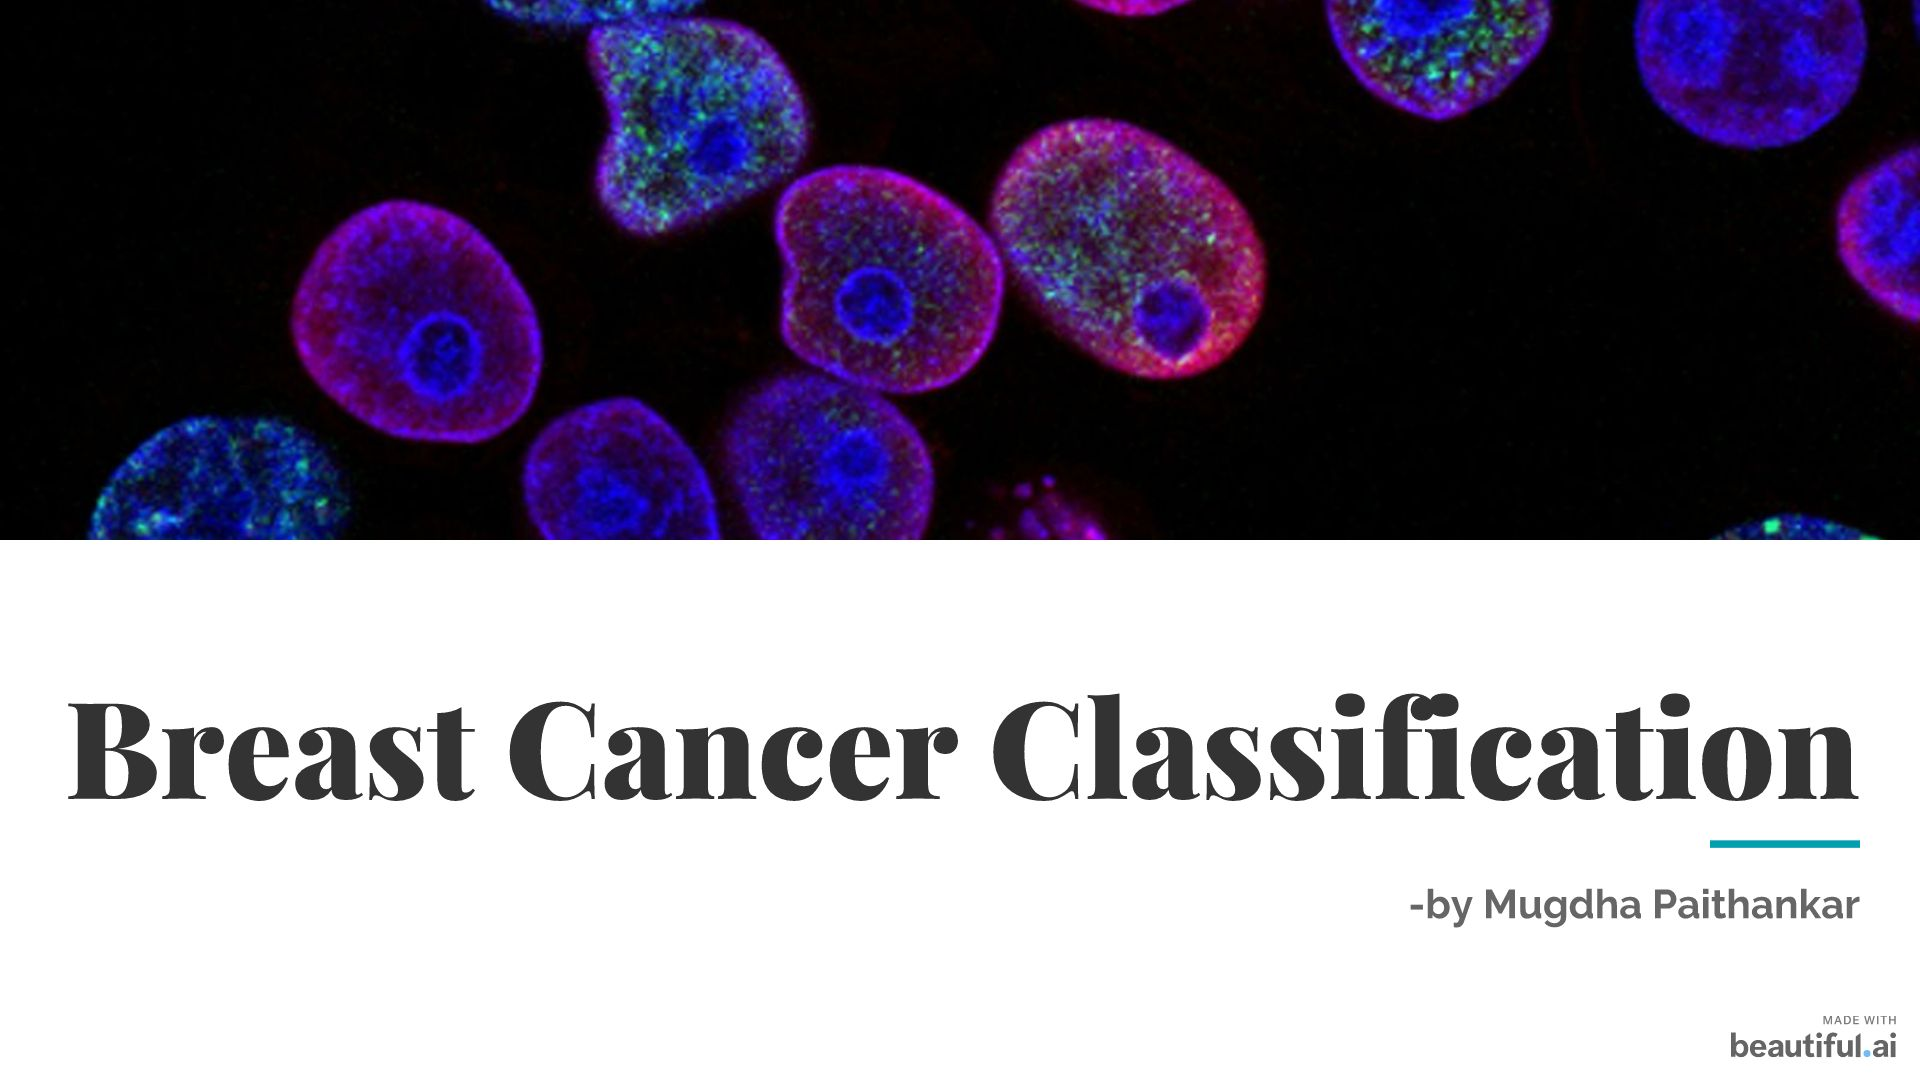 Breast Cancer Classification
-by Mugdha Paithankar
MADE WITH
beautiful.ai